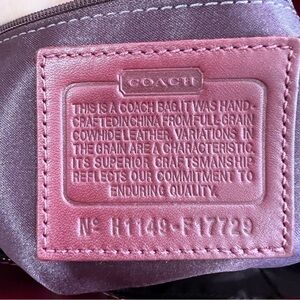 COACH
THIS IS A COACH BAG. IT WAS HAND-
CRAFTED IN CHINA FROM FULL GRAIN
COWHIDE LEATHER. VARIATIONS IN
THE GRAIN ARE A CHARACTERISTIC.
ITS SUPERIOR CRAFTSMANSHIP
REFLECTS OUR COMMITMENT TO
ENDURING QUALITY.
Nº H1149-F17729